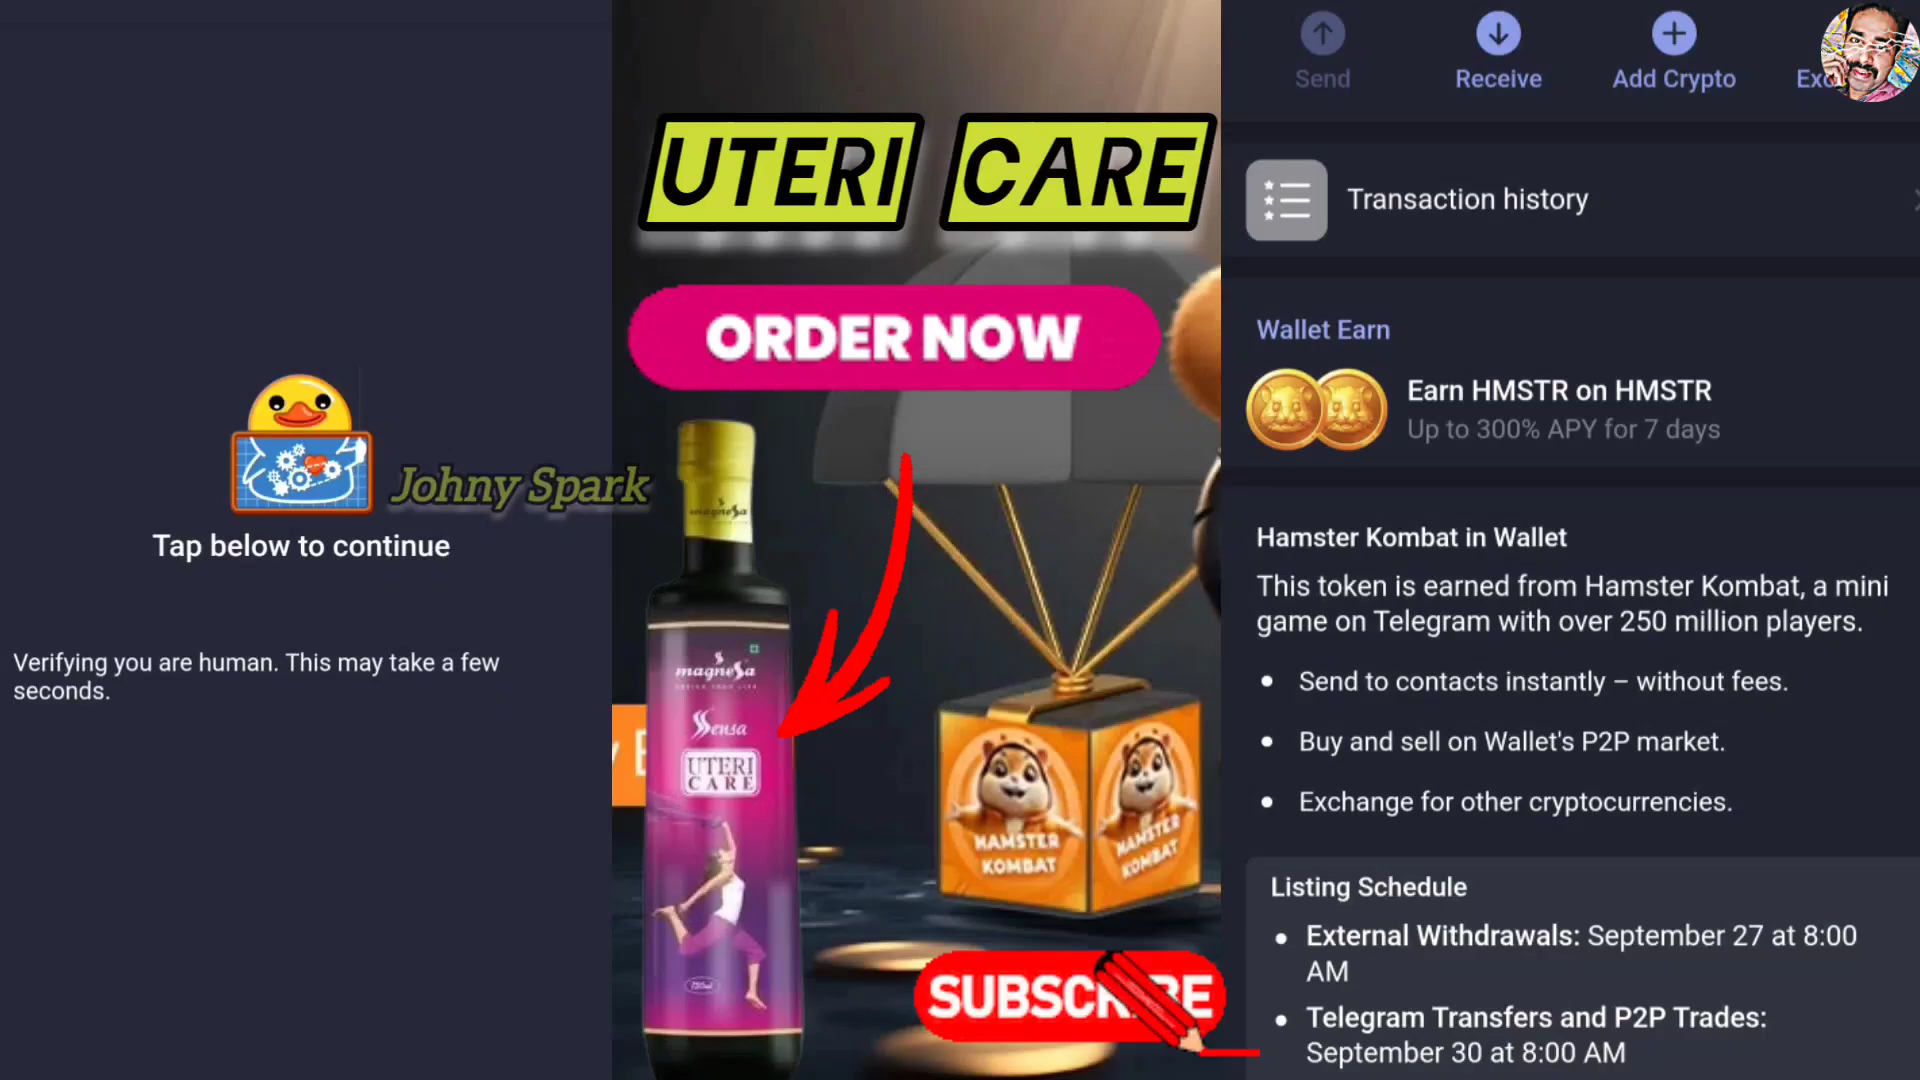 Johny Spark
Tap below to continue
Verifying you are human. This may take a few
seconds.
UTERI CARE
ORDER NOW
magnessa
magnessa
Ssensa
UTERI
CARE
750ml
HAMSTER
KOMBAT
HAMSTER
KOMBAT
SUBSCRIBE
Send
Receive
Add Crypto
Transaction history
Wallet Earn
Earn HMSTR on HMSTR
Up to 300% APY for 7 days
Hamster Kombat in Wallet
This token is earned from Hamster Kombat, a mini
game on Telegram with over 250 million players.
• Send to contacts instantly – without fees.
• Buy and sell on Wallet's P2P market.
• Exchange for other cryptocurrencies.
Listing Schedule
• External Withdrawals: September 27 at 8:00
AM
• Telegram Transfers and P2P Trades:
September 30 at 8:00 AM